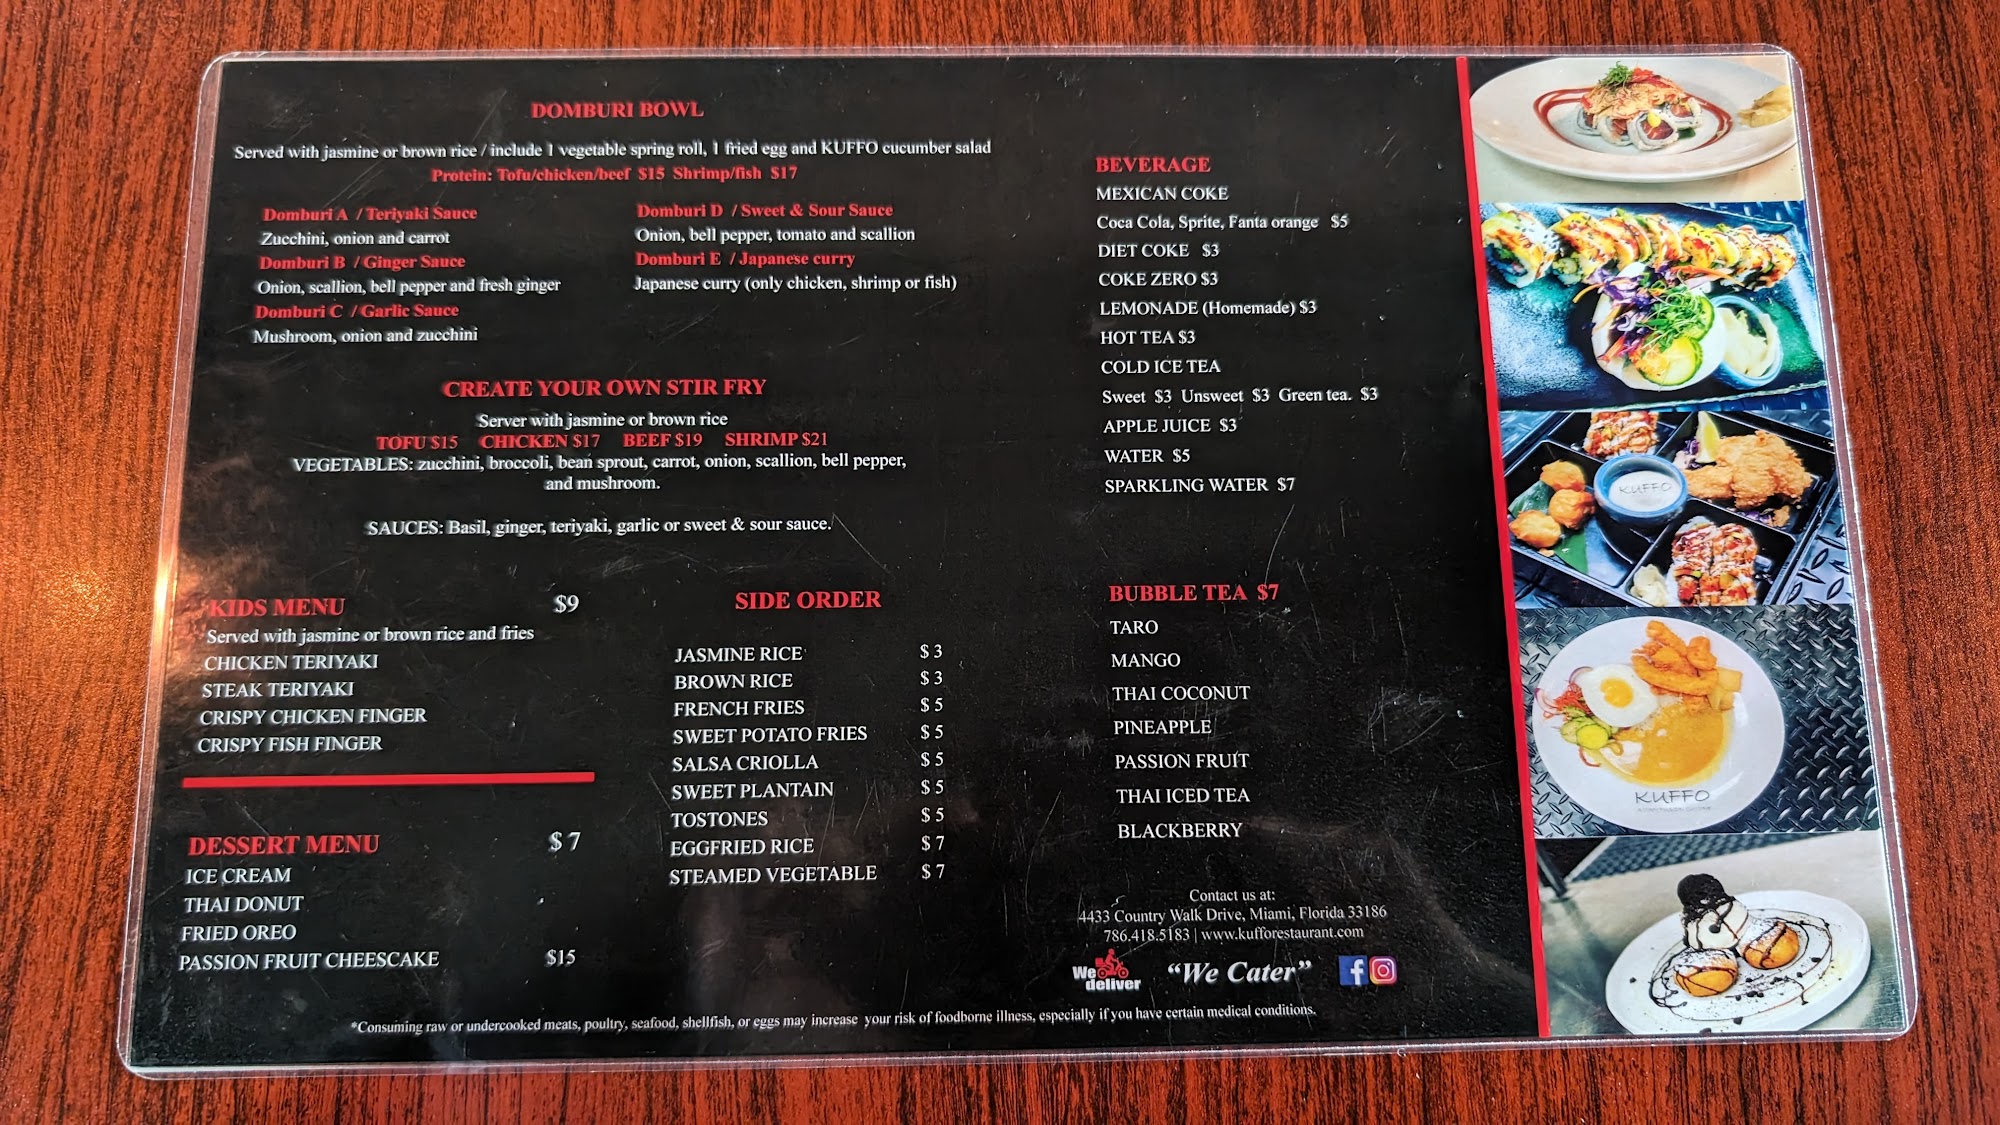 DOMBURI BOWL
Served with jasmine or brown rice / include 1 vegetable spring roll, 1 fried egg and KUFFO cucumber salad
Protein: Tofu/chicken/beef $15 Shrimp/fish $17
Domburi A / Teriyaki Sauce
Zucchini, onion and carrot
Domburi B / Ginger Sauce
Onion, scallion, bell pepper and fresh ginger
Domburi C / Garlic Sauce
Mushroom, onion and zucchini
Domburi D / Sweet & Sour Sauce
Onion, bell pepper, tomato and scallion
Domburi E / Japanese curry
Japanese curry (only chicken, shrimp or fish)
CREATE YOUR OWN STIR FRY
Server with jasmine or brown rice
TOFU $15 CHICKEN $17 BEEF $19 SHRIMP $21
VEGETABLES: zucchini, broccoli, bean sprout, carrot, onion, scallion, bell pepper,
and mushroom.
SAUCES: Basil, ginger, teriyaki, garlic or sweet & sour sauce.
KIDS MENU $9
Served with jasmine or brown rice and fries
CHICKEN TERIYAKI
STEAK TERIYAKI
CRISPY CHICKEN FINGER
CRISPY FISH FINGER
DESSERT MENU $ 7
ICE CREAM
THAI DONUT
FRIED OREO
PASSION FRUIT CHEESCAKE $15
SIDE ORDER
JASMINE RICE $ 3
BROWN RICE $ 3
FRENCH FRIES $ 5
SWEET POTATO FRIES $ 5
SALSA CRIOLLA $ 5
SWEET PLANTAIN $ 5
TOSTONES $ 5
EGGFRIED RICE $ 7
STEAMED VEGETABLE $ 7
BEVERAGE
MEXICAN COKE
Coca Cola, Sprite, Fanta orange $5
DIET COKE $3
COKE ZERO $3
LEMONADE (Homemade) $3
HOT TEA $3
COLD ICE TEA
Sweet $3 Unsweet $3 Green tea. $3
APPLE JUICE $3
WATER $5
SPARKLING WATER $7
BUBBLE TEA $7
TARO
MANGO
THAI COCONUT
PINEAPPLE
PASSION FRUIT
THAI ICED TEA
BLACKBERRY
Contact us at:
4433 Country Walk Drive, Miami, Florida 33186
786.418.5183 | www.kufforestaurant.com
We deliver
"We Cater"
*Consuming raw or undercooked meats, poultry, seafood, shellfish, or eggs may increase your risk of foodborne illness, especially if you have certain medical conditions.
KUFFO
KUFFO